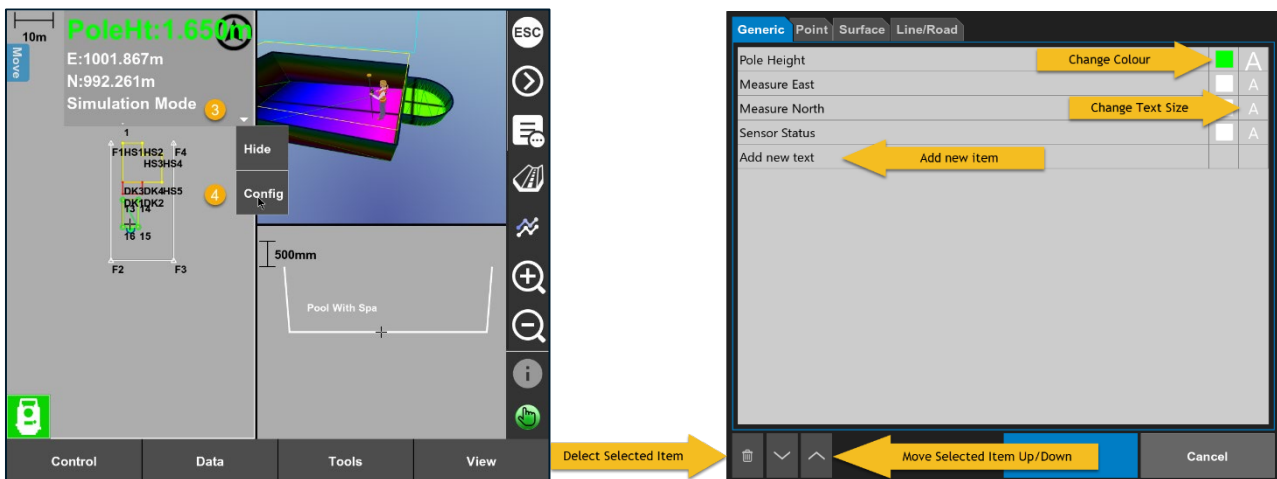 10m
PoleHt:1.650m
ESC
Move
E:1001.867m
N:992.261m
Simulation Mode
3
1
F1HS1HS2 F4
HS3HS4
Hide
4
Config
DK3DK4HS5
DK1DK2
13 14
16 15
F2 F3
500mm
Pool With Spa
i
Control Data Tools View
Delect Selected Item
Generic Point Surface Line/Road
Pole Height
Change Colour
A
Measure East
A
Measure North
Change Text Size
A
Sensor Status
A
Add new text
Add new item
Move Selected Item Up/Down
Cancel